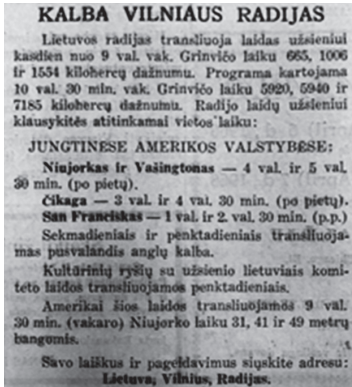 KALBA VILNIAUS RADIJAS
Lietuvos radijas transliuoja laidas užsieniui
kasdien nuo 9 val. vak. Grinvičo laiku 665, 1006
ir 1554 kilohercų dažnumu. Programa kartojama
10 val. 30 min. vak. Grinvičo laiku 5920, 5940 ir
7185 kilohercų dažnumu. Radijo laidų užsieniui
klausykitės atitinkamai vietos laiku:
JUNGTINĖSE AMERIKOS VALSTYBĖSE:
Niujorkas ir Vašingtonas — 4 val. ir 5 val.
30 min. (po pietų).
Čikaga — 3 val. ir 4 val. 30 min. (po pietų).
San Franciskas — 1 val. ir 2. val. 30 min. (p.p.)
Sekmadieniais ir penktadieniais transliuoja-
mas pusvalandis anglų kalba.
Kultūrinių ryšių su užsienio lietuviais komi-
teto laidos transliuojamos penktadieniais.
Amerikai šios laidos transliuojamos 9 val.
30 min. (vakaro) Niujorko laiku 31, 41 ir 49 metrų
bangomis.
Savo laiškus ir pageidavimus siųskite adresu:
Lietuva, Vilnius, Radijas.